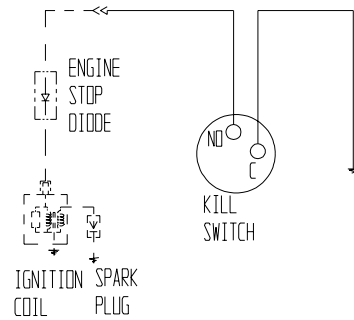 ENGINE
STOP
DIODE
NO
C
KILL
SWITCH
IGNITION
COIL
SPARK
PLUG